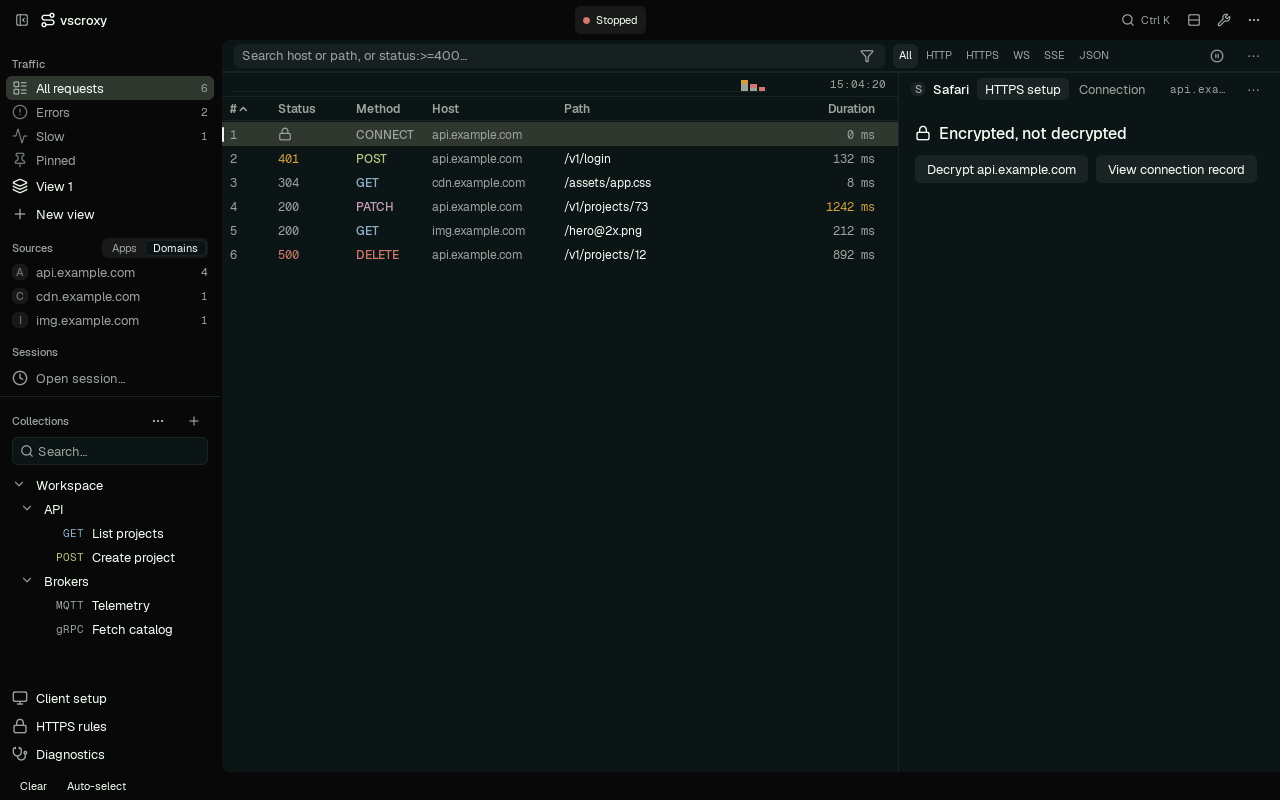 vscroxy
Stopped
Ctrl K
Traffic
All requests 6
Errors 2
Slow 1
Pinned
View 1
New view
Sources Apps Domains
A api.example.com 4
C cdn.example.com 1
I img.example.com 1
Sessions
Open session...
Collections
Search...
Workspace
API
GET List projects
POST Create project
Brokers
MQTT Telemetry
gRPC Fetch catalog
Client setup
HTTPS rules
Diagnostics
Clear Auto-select
Search host or path, or status:>=400...
All HTTP HTTPS WS SSE JSON
15:04:20
# Status Method Host Path Duration
1 CONNECT api.example.com 0 ms
2 401 POST api.example.com /v1/login 132 ms
3 304 GET cdn.example.com /assets/app.css 8 ms
4 200 PATCH api.example.com /v1/projects/73 1242 ms
5 200 GET img.example.com /hero@2x.png 212 ms
6 500 DELETE api.example.com /v1/projects/12 892 ms
S Safari HTTPS setup Connection api.exa...
Encrypted, not decrypted
Decrypt api.example.com View connection record